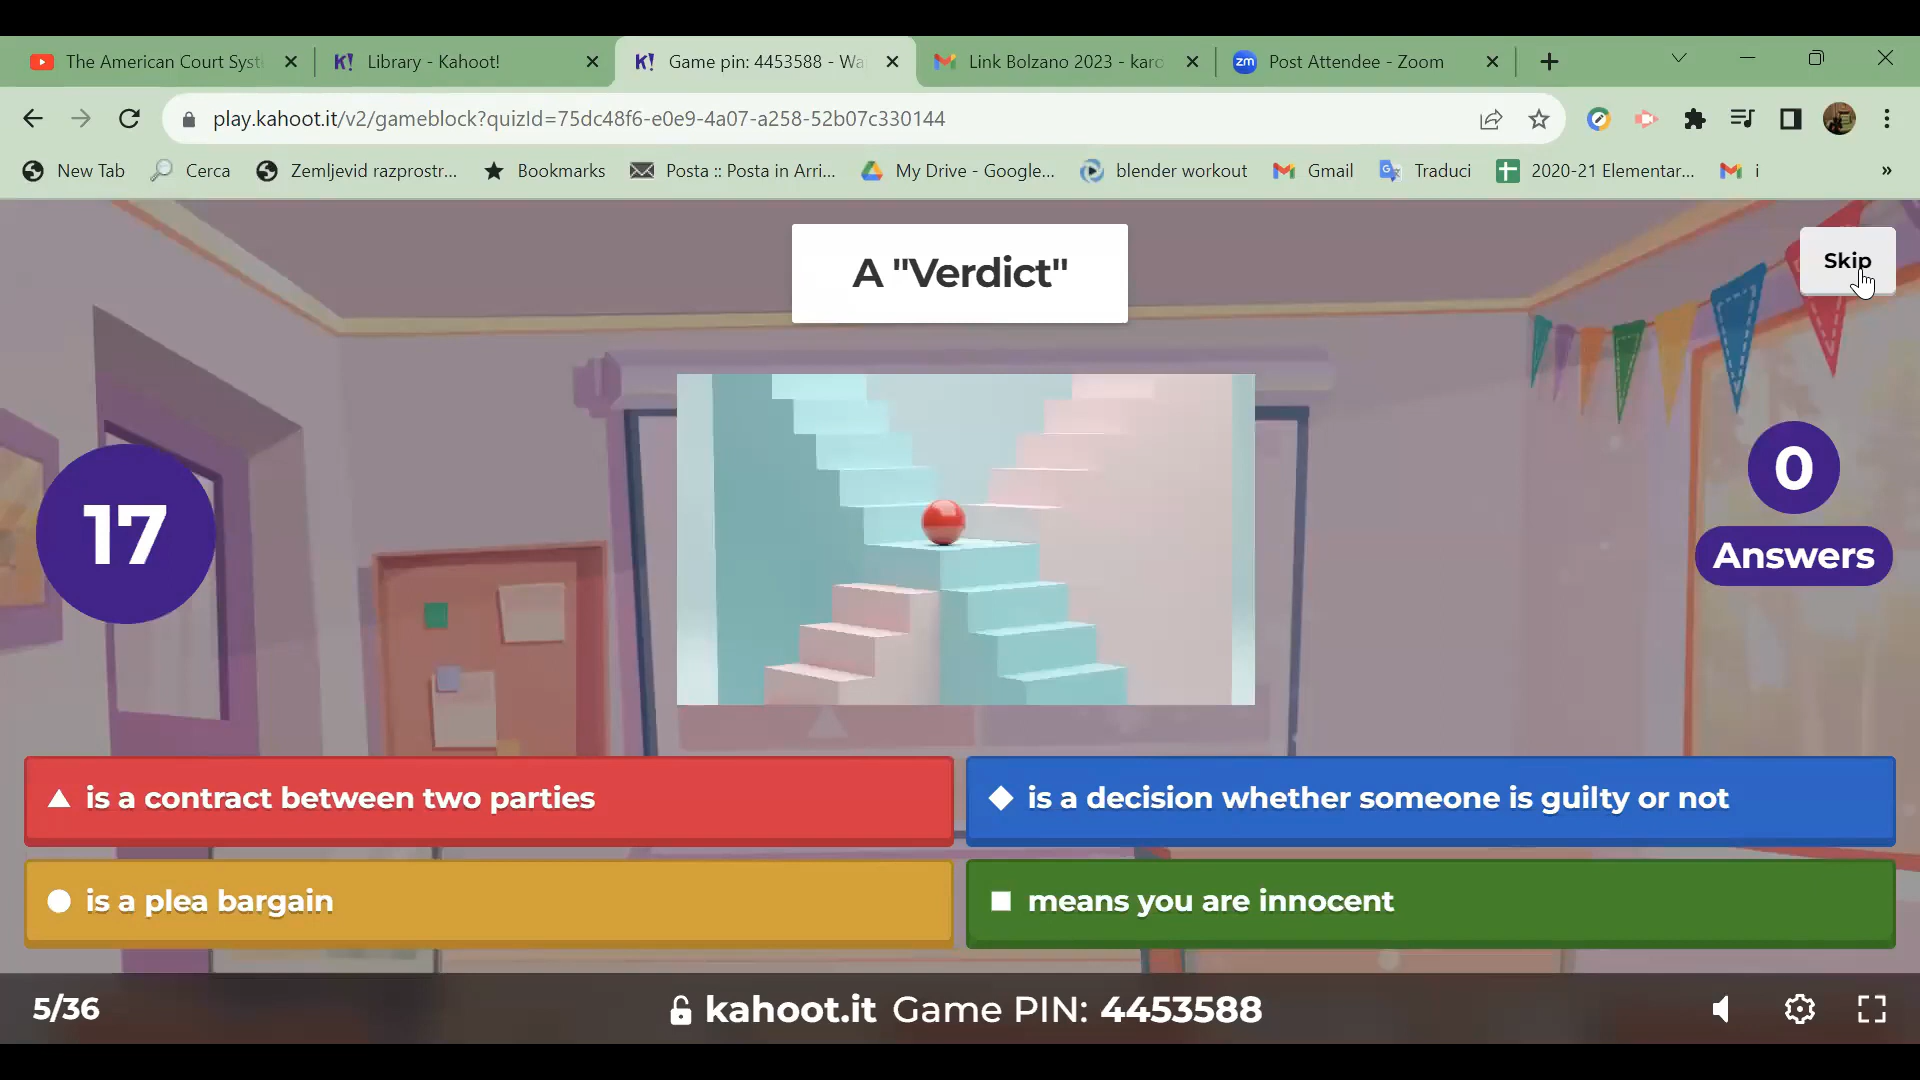 The American Court Syst
Library - Kahoot!
Game pin: 4453588 - Wa
Link Bolzano 2023 - karo
zm
Post Attendee - Zoom
play.kahoot.it/v2/gameblock?quizId=75dc48f6-e0e9-4a07-a258-52b07c330144
New Tab
Cerca
Zemljevid razprostr...
Bookmarks
Posta :: Posta in Arri...
My Drive - Google...
blender workout
Gmail
Traduci
2020-21 Elementar...
i
»
A "Verdict"
Skip
17
0
Answers
is a contract between two parties
is a decision whether someone is guilty or not
is a plea bargain
means you are innocent
5/36
kahoot.it Game PIN: 4453588